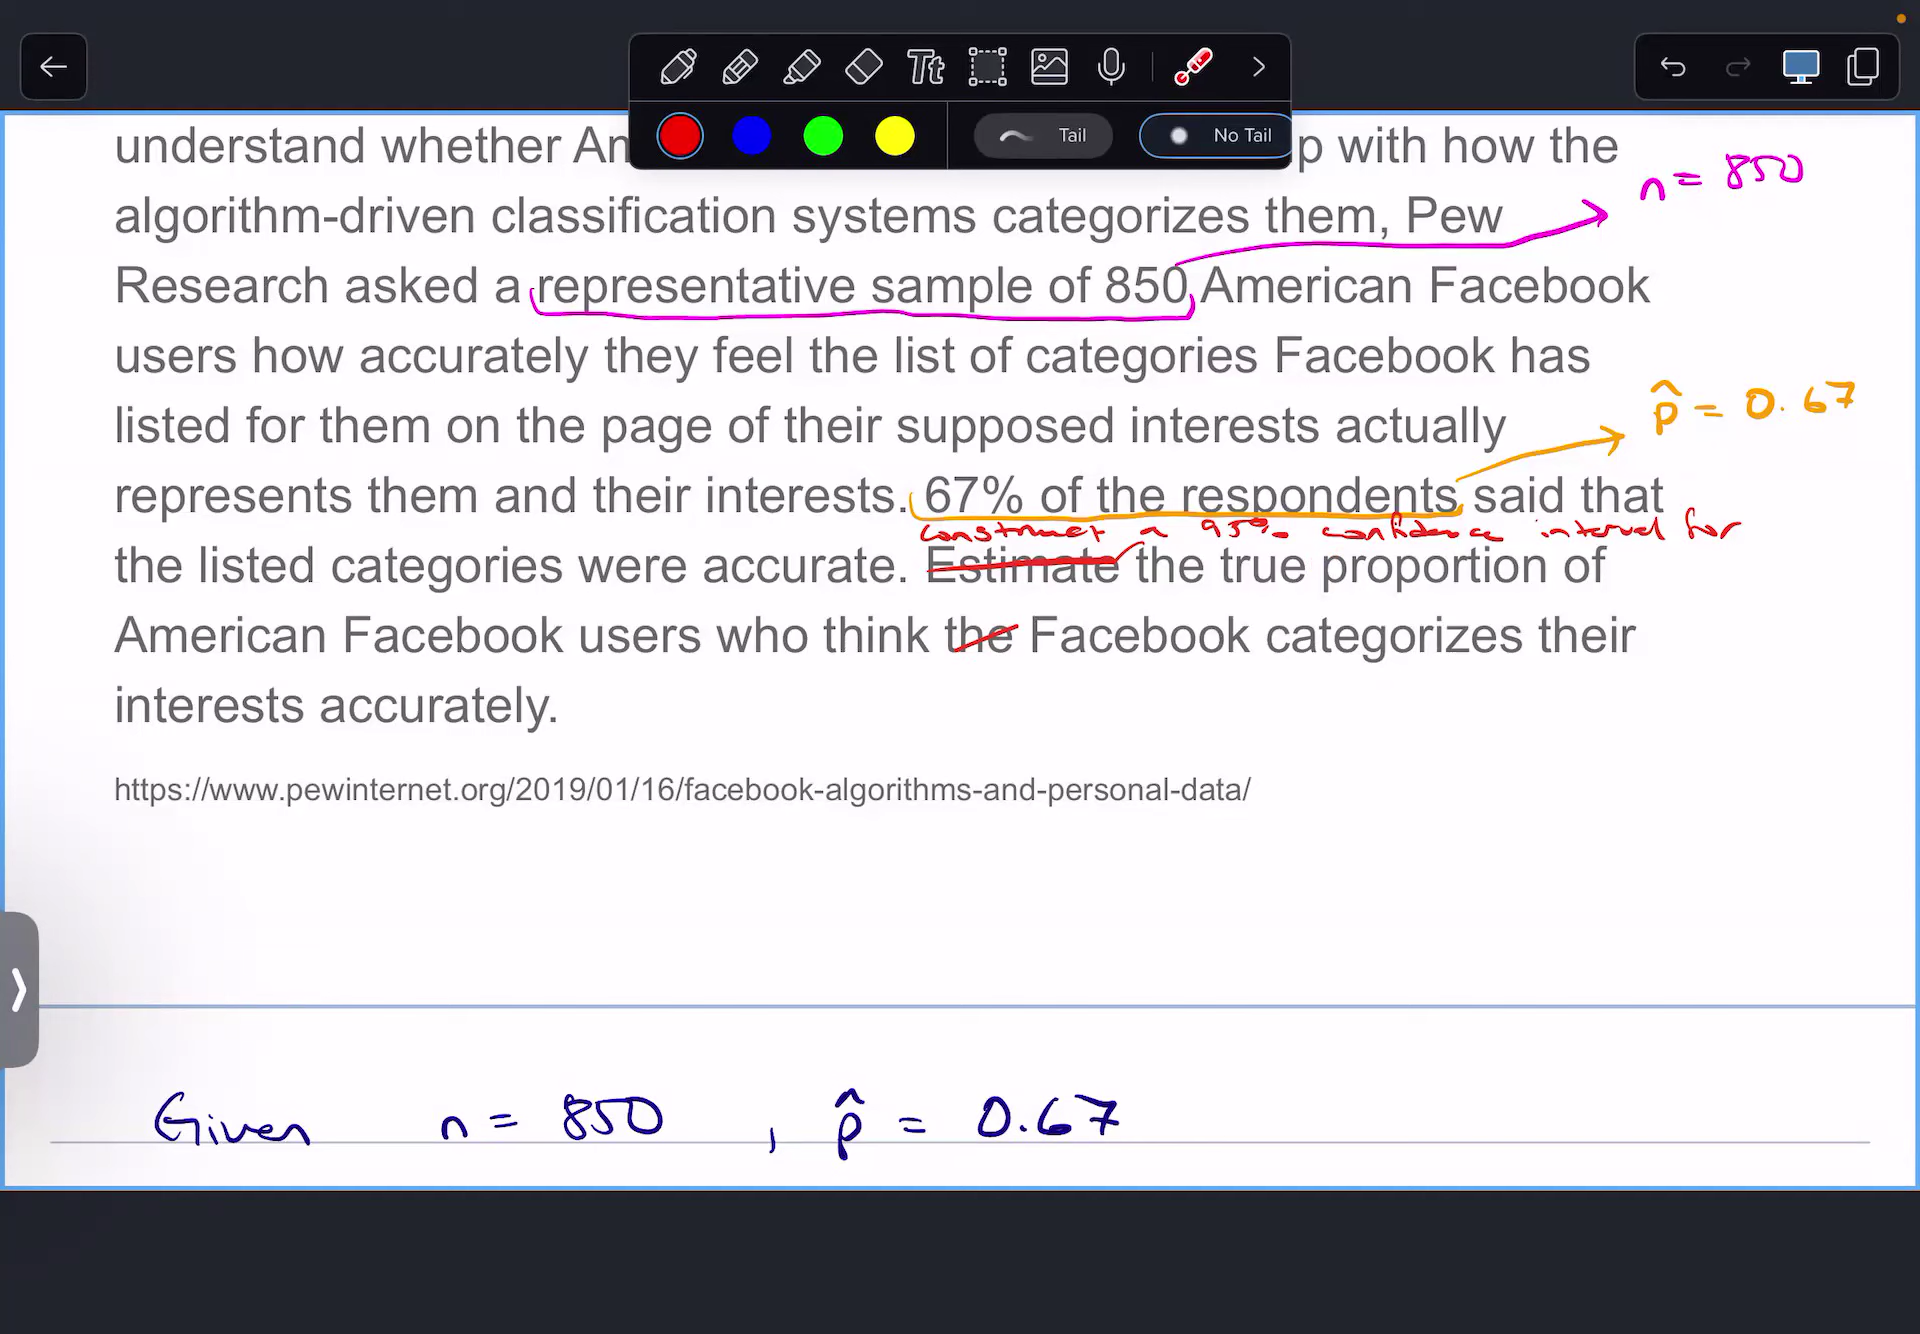 Tt
Tail
No Tail
understand whether Am p with how the
n = 850
algorithm-driven classification systems categorizes them, Pew
Research asked a representative sample of 850 American Facebook
users how accurately they feel the list of categories Facebook has
p̂ = 0.67
listed for them on the page of their supposed interests actually
represents them and their interests. 67% of the respondents said that
construct a 95% confidence interval for
the listed categories were accurate. Estimate the true proportion of
American Facebook users who think the Facebook categorizes their
interests accurately.
https://www.pewinternet.org/2019/01/16/facebook-algorithms-and-personal-data/
Given n = 850 , p̂ = 0.67